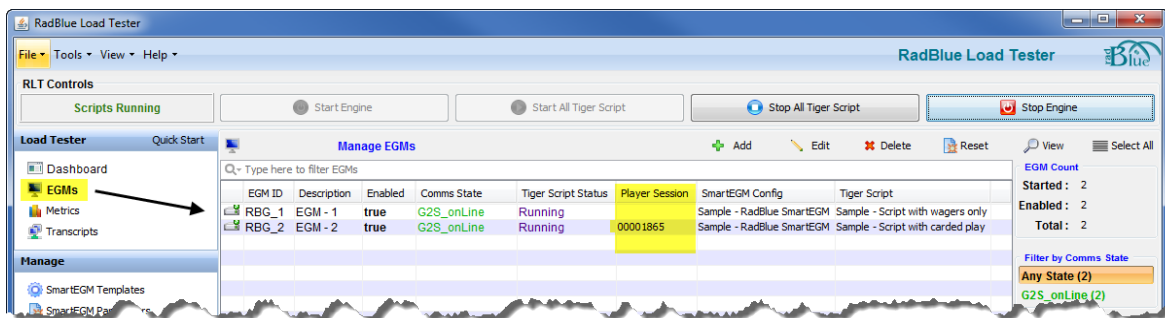 RadBlue Load Tester
File Tools View Help
RadBlue Load Tester
rad Blue
RLT Controls
Scripts Running Start Engine Start All Tiger Script Stop All Tiger Script Stop Engine
Load Tester Quick Start
Manage EGMs Add Edit Delete Reset View Select All
Dashboard
EGMs
Metrics
Transcripts
Type here to filter EGMs
EGM ID Description Enabled Comms State Tiger Script Status Player Session SmartEGM Config Tiger Script
RBG_1 EGM - 1 true G2S_onLine Running Sample - RadBlue SmartEGM Sample - Script with wagers only
RBG_2 EGM - 2 true G2S_onLine Running 00001865 Sample - RadBlue SmartEGM Sample - Script with carded play
EGM Count
Started : 2
Enabled : 2
Total : 2
Manage
SmartEGM Templates
SmartEGM
Filter by Comms State
Any State (2)
G2S_onLine (2)